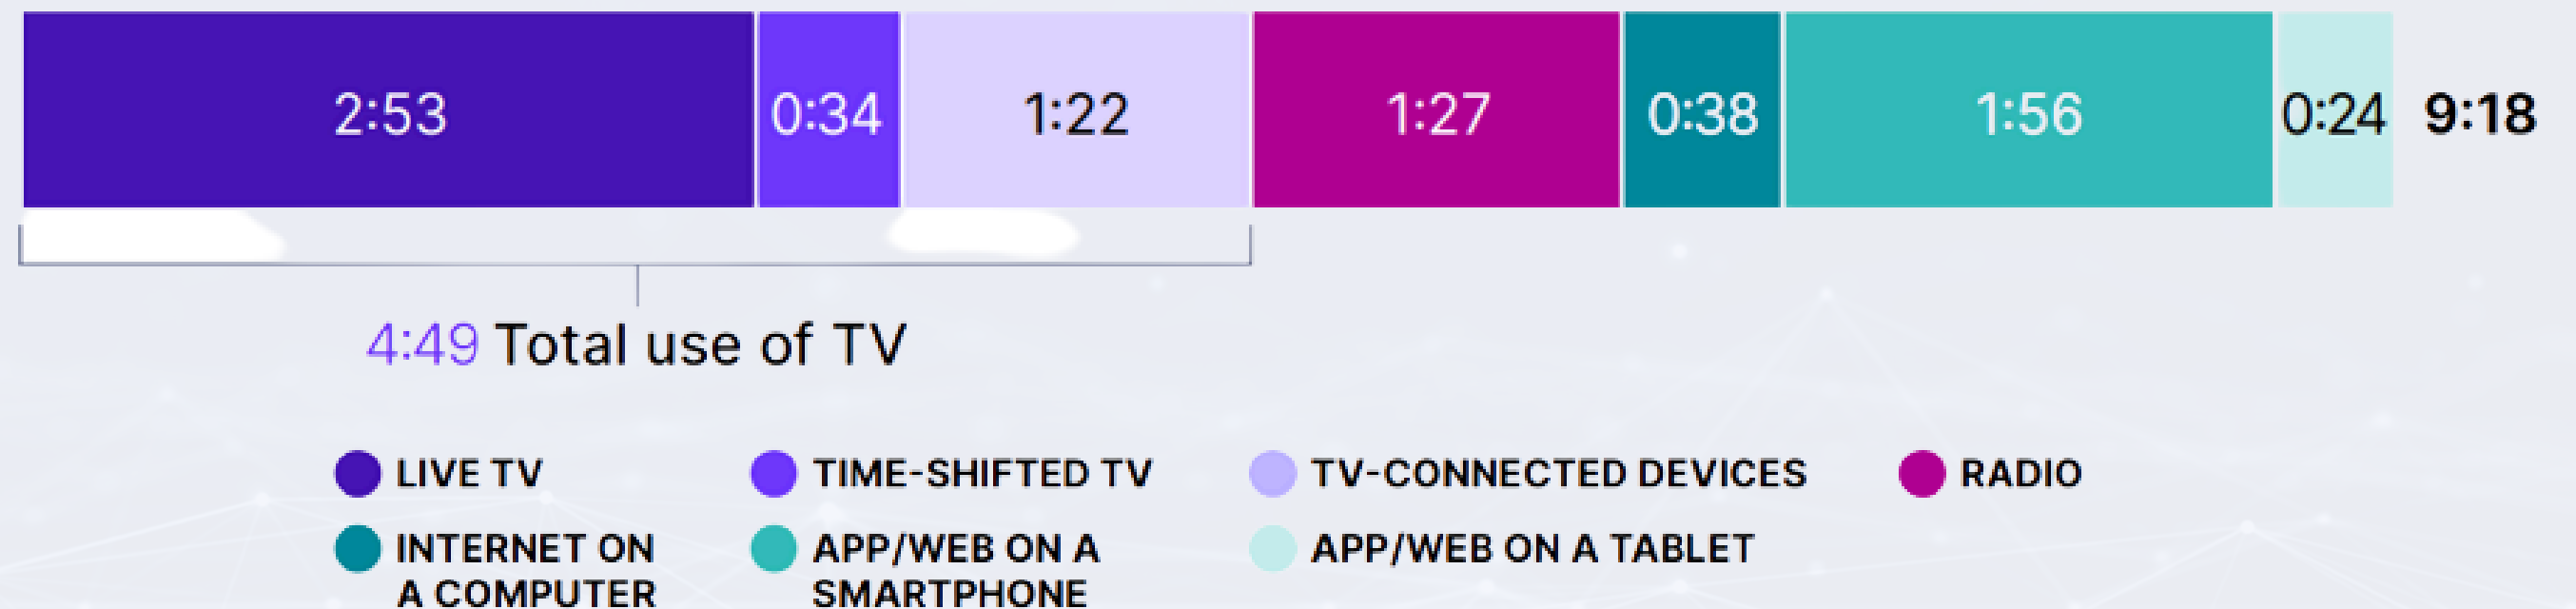 2:53 0:34 1:22 1:27 0:38 1:56 0:24 9:18
4:49 Total use of TV
LIVE TV TIME-SHIFTED TV TV-CONNECTED DEVICES RADIO
INTERNET ON
A COMPUTER
APP/WEB ON A
SMARTPHONE
APP/WEB ON A TABLET